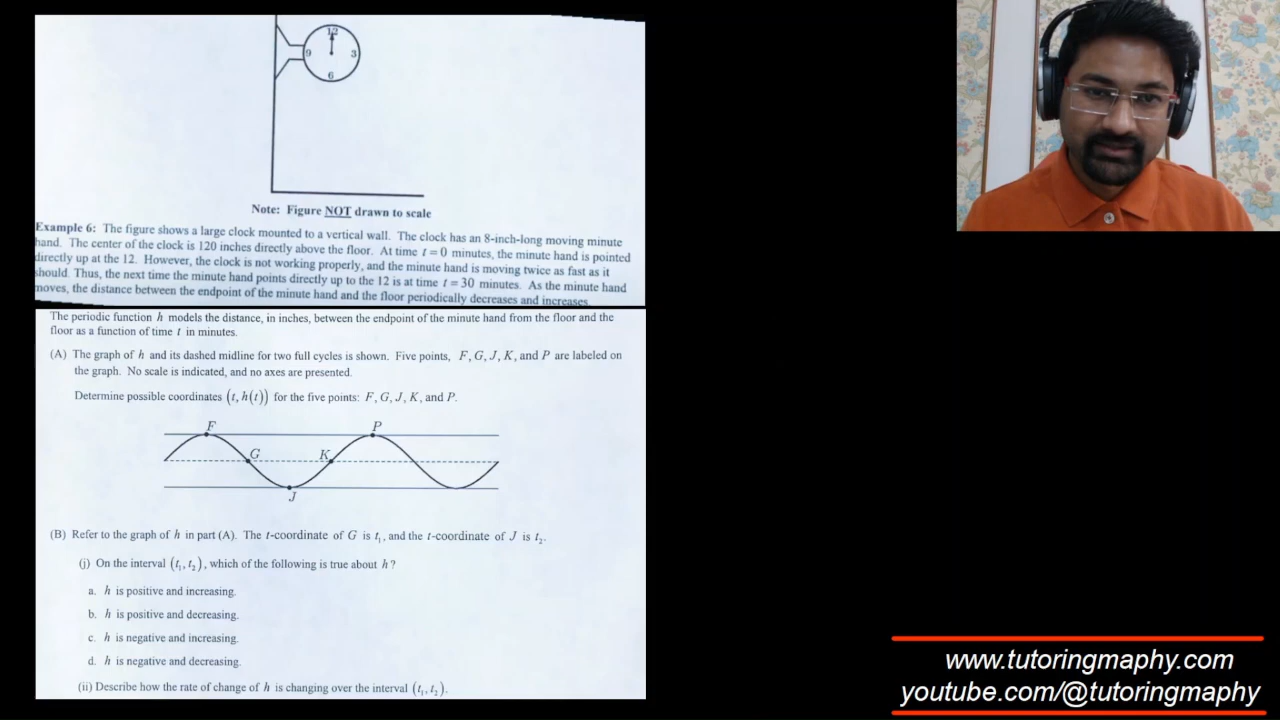 12
9
3
6
Note: Figure NOT drawn to scale
Example 6: The figure shows a large clock mounted to a vertical wall. The clock has an 8-inch-long moving minute
hand. The center of the clock is 120 inches directly above the floor. At time t = 0 minutes, the minute hand is pointed
directly up at the 12. However, the clock is not working properly, and the minute hand is moving twice as fast as it
should. Thus, the next time the minute hand points directly up to the 12 is at time t = 30 minutes. As the minute hand
moves, the distance between the endpoint of the minute hand and the floor periodically decreases and increases.
The periodic function h models the distance, in inches, between the endpoint of the minute hand from the floor and the
floor as a function of time t in minutes.
(A) The graph of h and its dashed midline for two full cycles is shown. Five points, F, G, J, K, and P are labeled on
the graph. No scale is indicated, and no axes are presented.
Determine possible coordinates (t, h(t)) for the five points: F, G, J, K, and P.
F
P
G
K
J
(B) Refer to the graph of h in part (A). The t-coordinate of G is t₁, and the t-coordinate of J is t₂.
(j) On the interval (t₁, t₂), which of the following is true about h?
a. h is positive and increasing.
b. h is positive and decreasing.
c. h is negative and increasing.
d. h is negative and decreasing.
(ii) Describe how the rate of change of h is changing over the interval (t₁, t₂).
www.tutoringmaphy.com
youtube.com/@tutoringmaphy